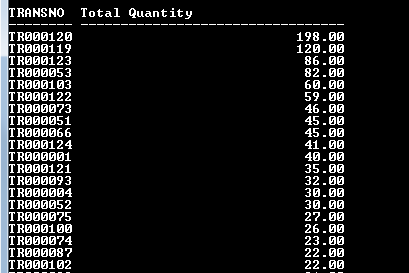 TRANSNO  Total Quantity
-------- --------------------------------
TR000120 198.00
TR000119 120.00
TR000123 86.00
TR000053 82.00
TR000103 60.00
TR000122 59.00
TR000073 46.00
TR000051 45.00
TR000066 45.00
TR000124 41.00
TR000001 40.00
TR000121 35.00
TR000093 32.00
TR000004 30.00
TR000052 30.00
TR000075 27.00
TR000100 26.00
TR000074 23.00
TR000087 22.00
TR000102 22.00